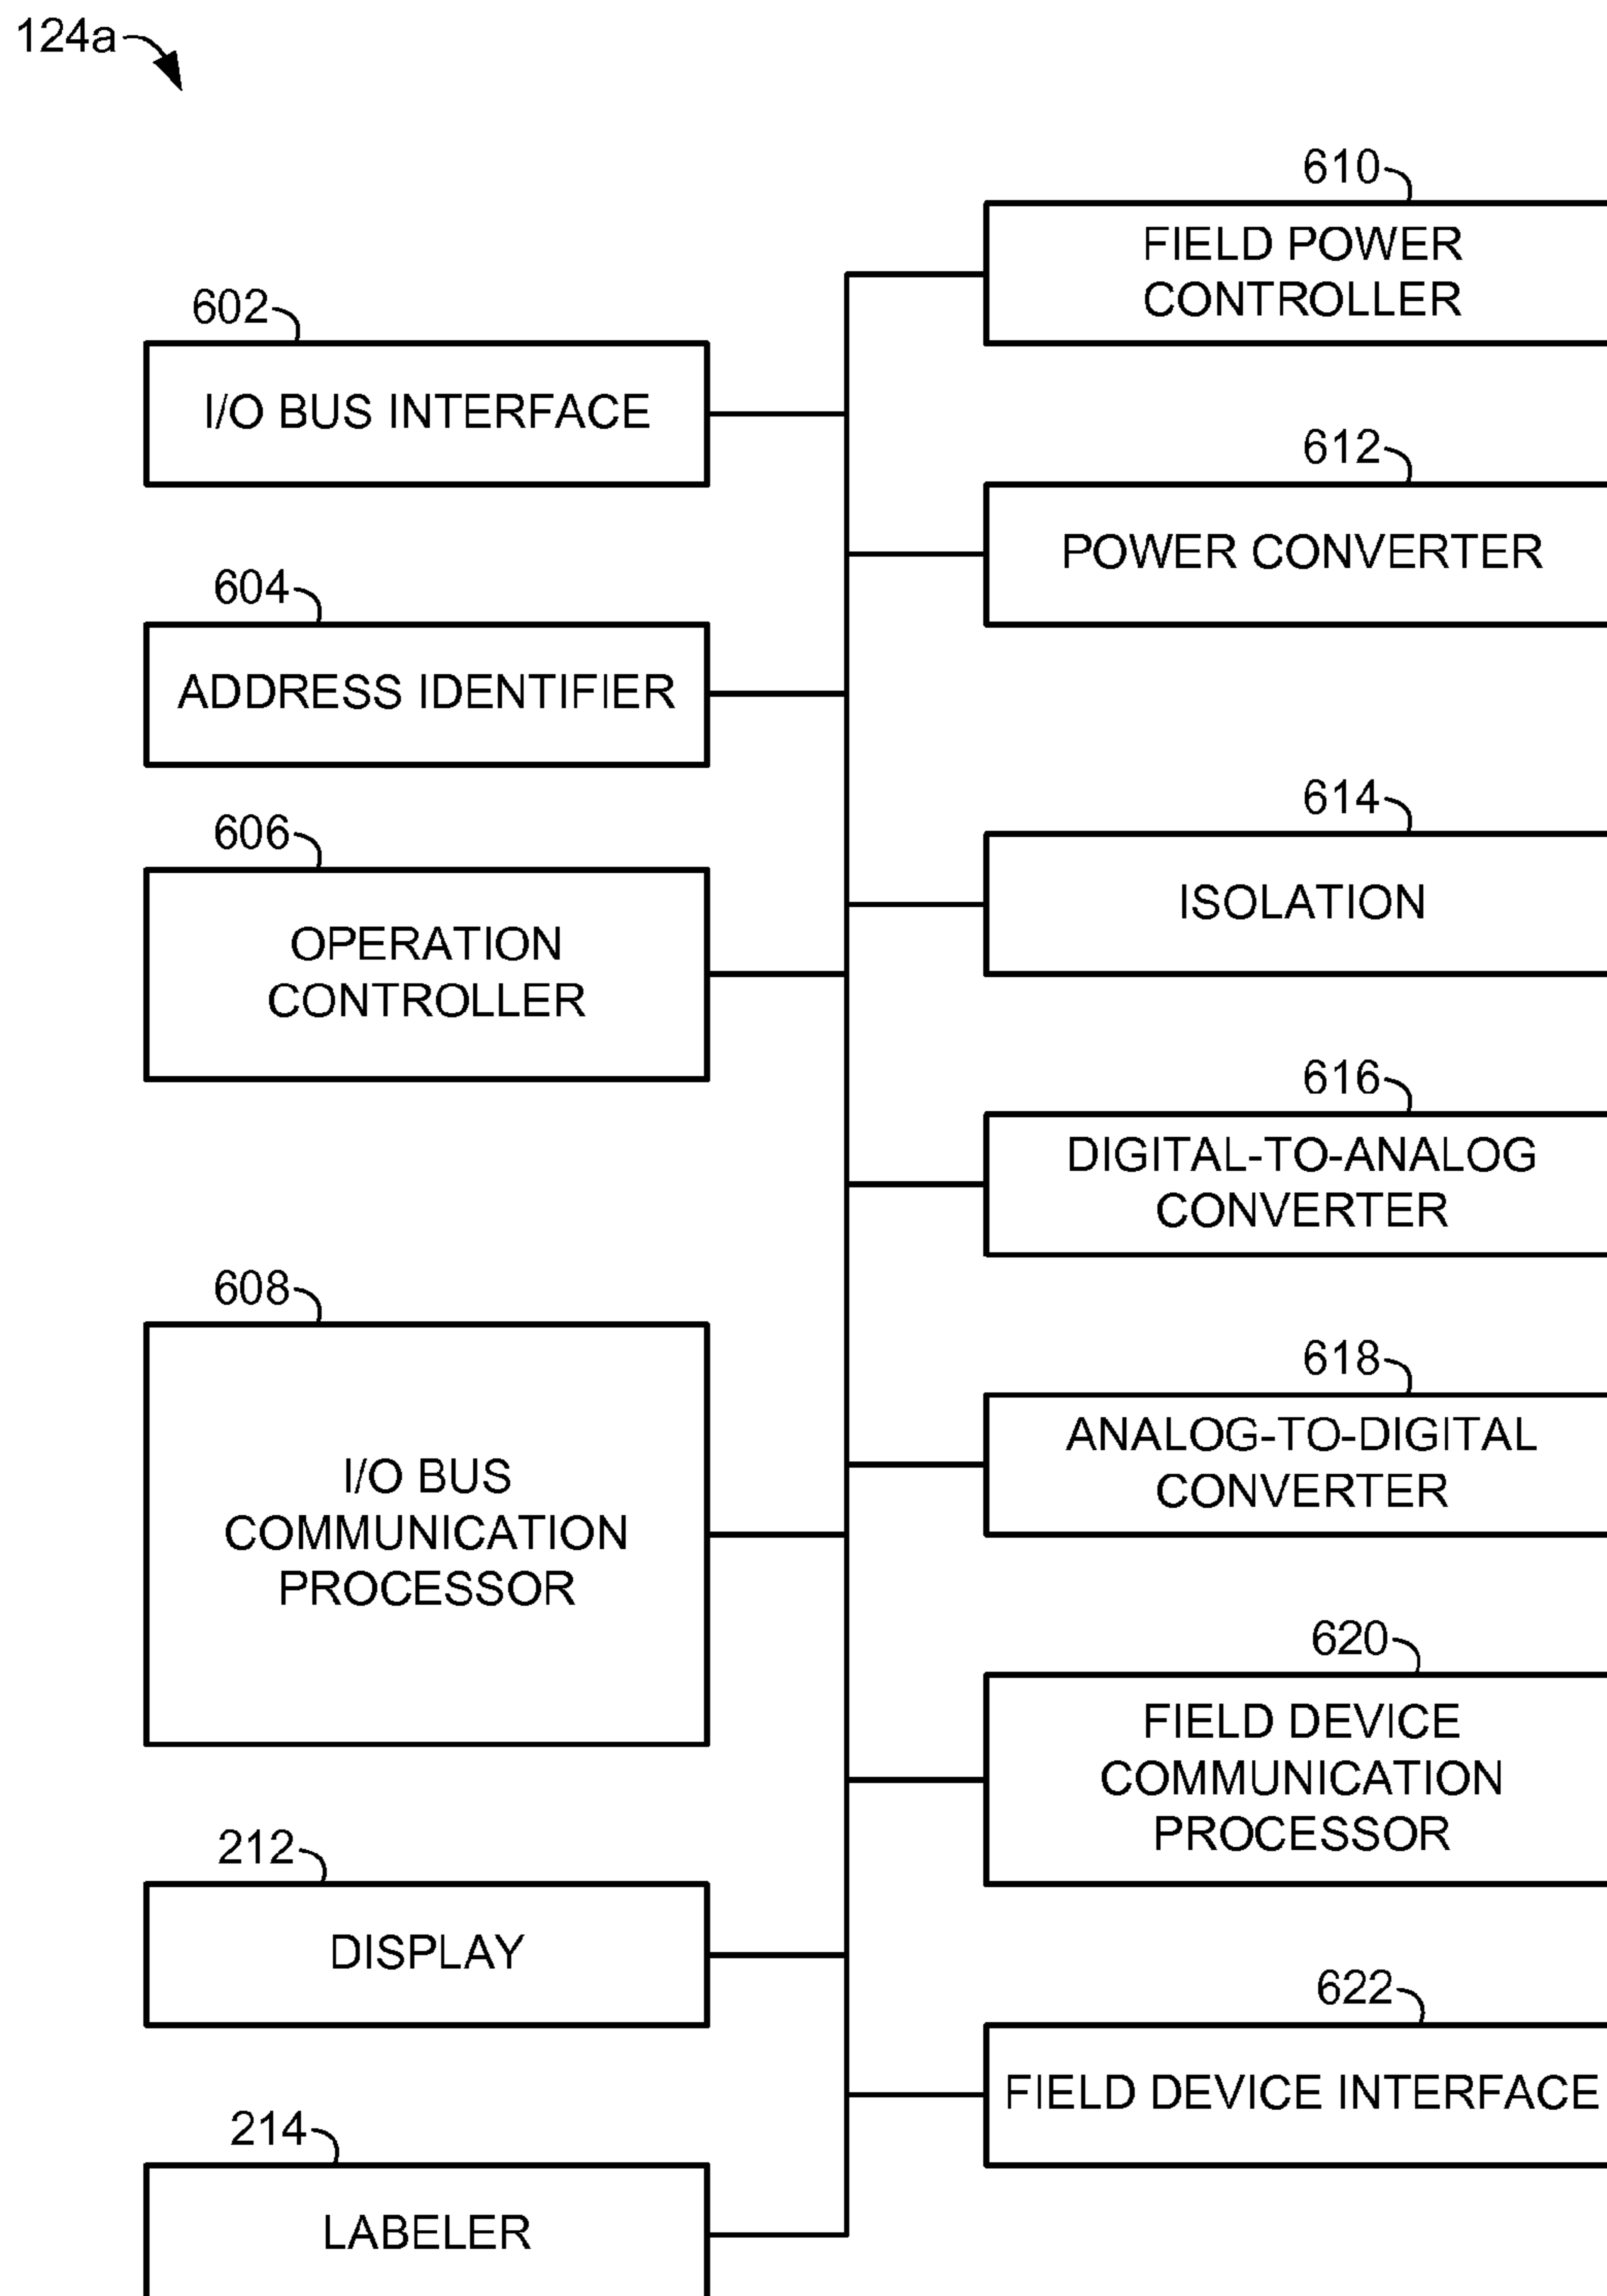 124a
602
I/O BUS INTERFACE
604
ADDRESS IDENTIFIER
606
OPERATION
CONTROLLER
608
I/O BUS
COMMUNICATION
PROCESSOR
212
DISPLAY
214
LABELER
610
FIELD POWER
CONTROLLER
612
POWER CONVERTER
614
ISOLATION
616
DIGITAL-TO-ANALOG
CONVERTER
618
ANALOG-TO-DIGITAL
CONVERTER
620
FIELD DEVICE
COMMUNICATION
PROCESSOR
622
FIELD DEVICE INTERFACE